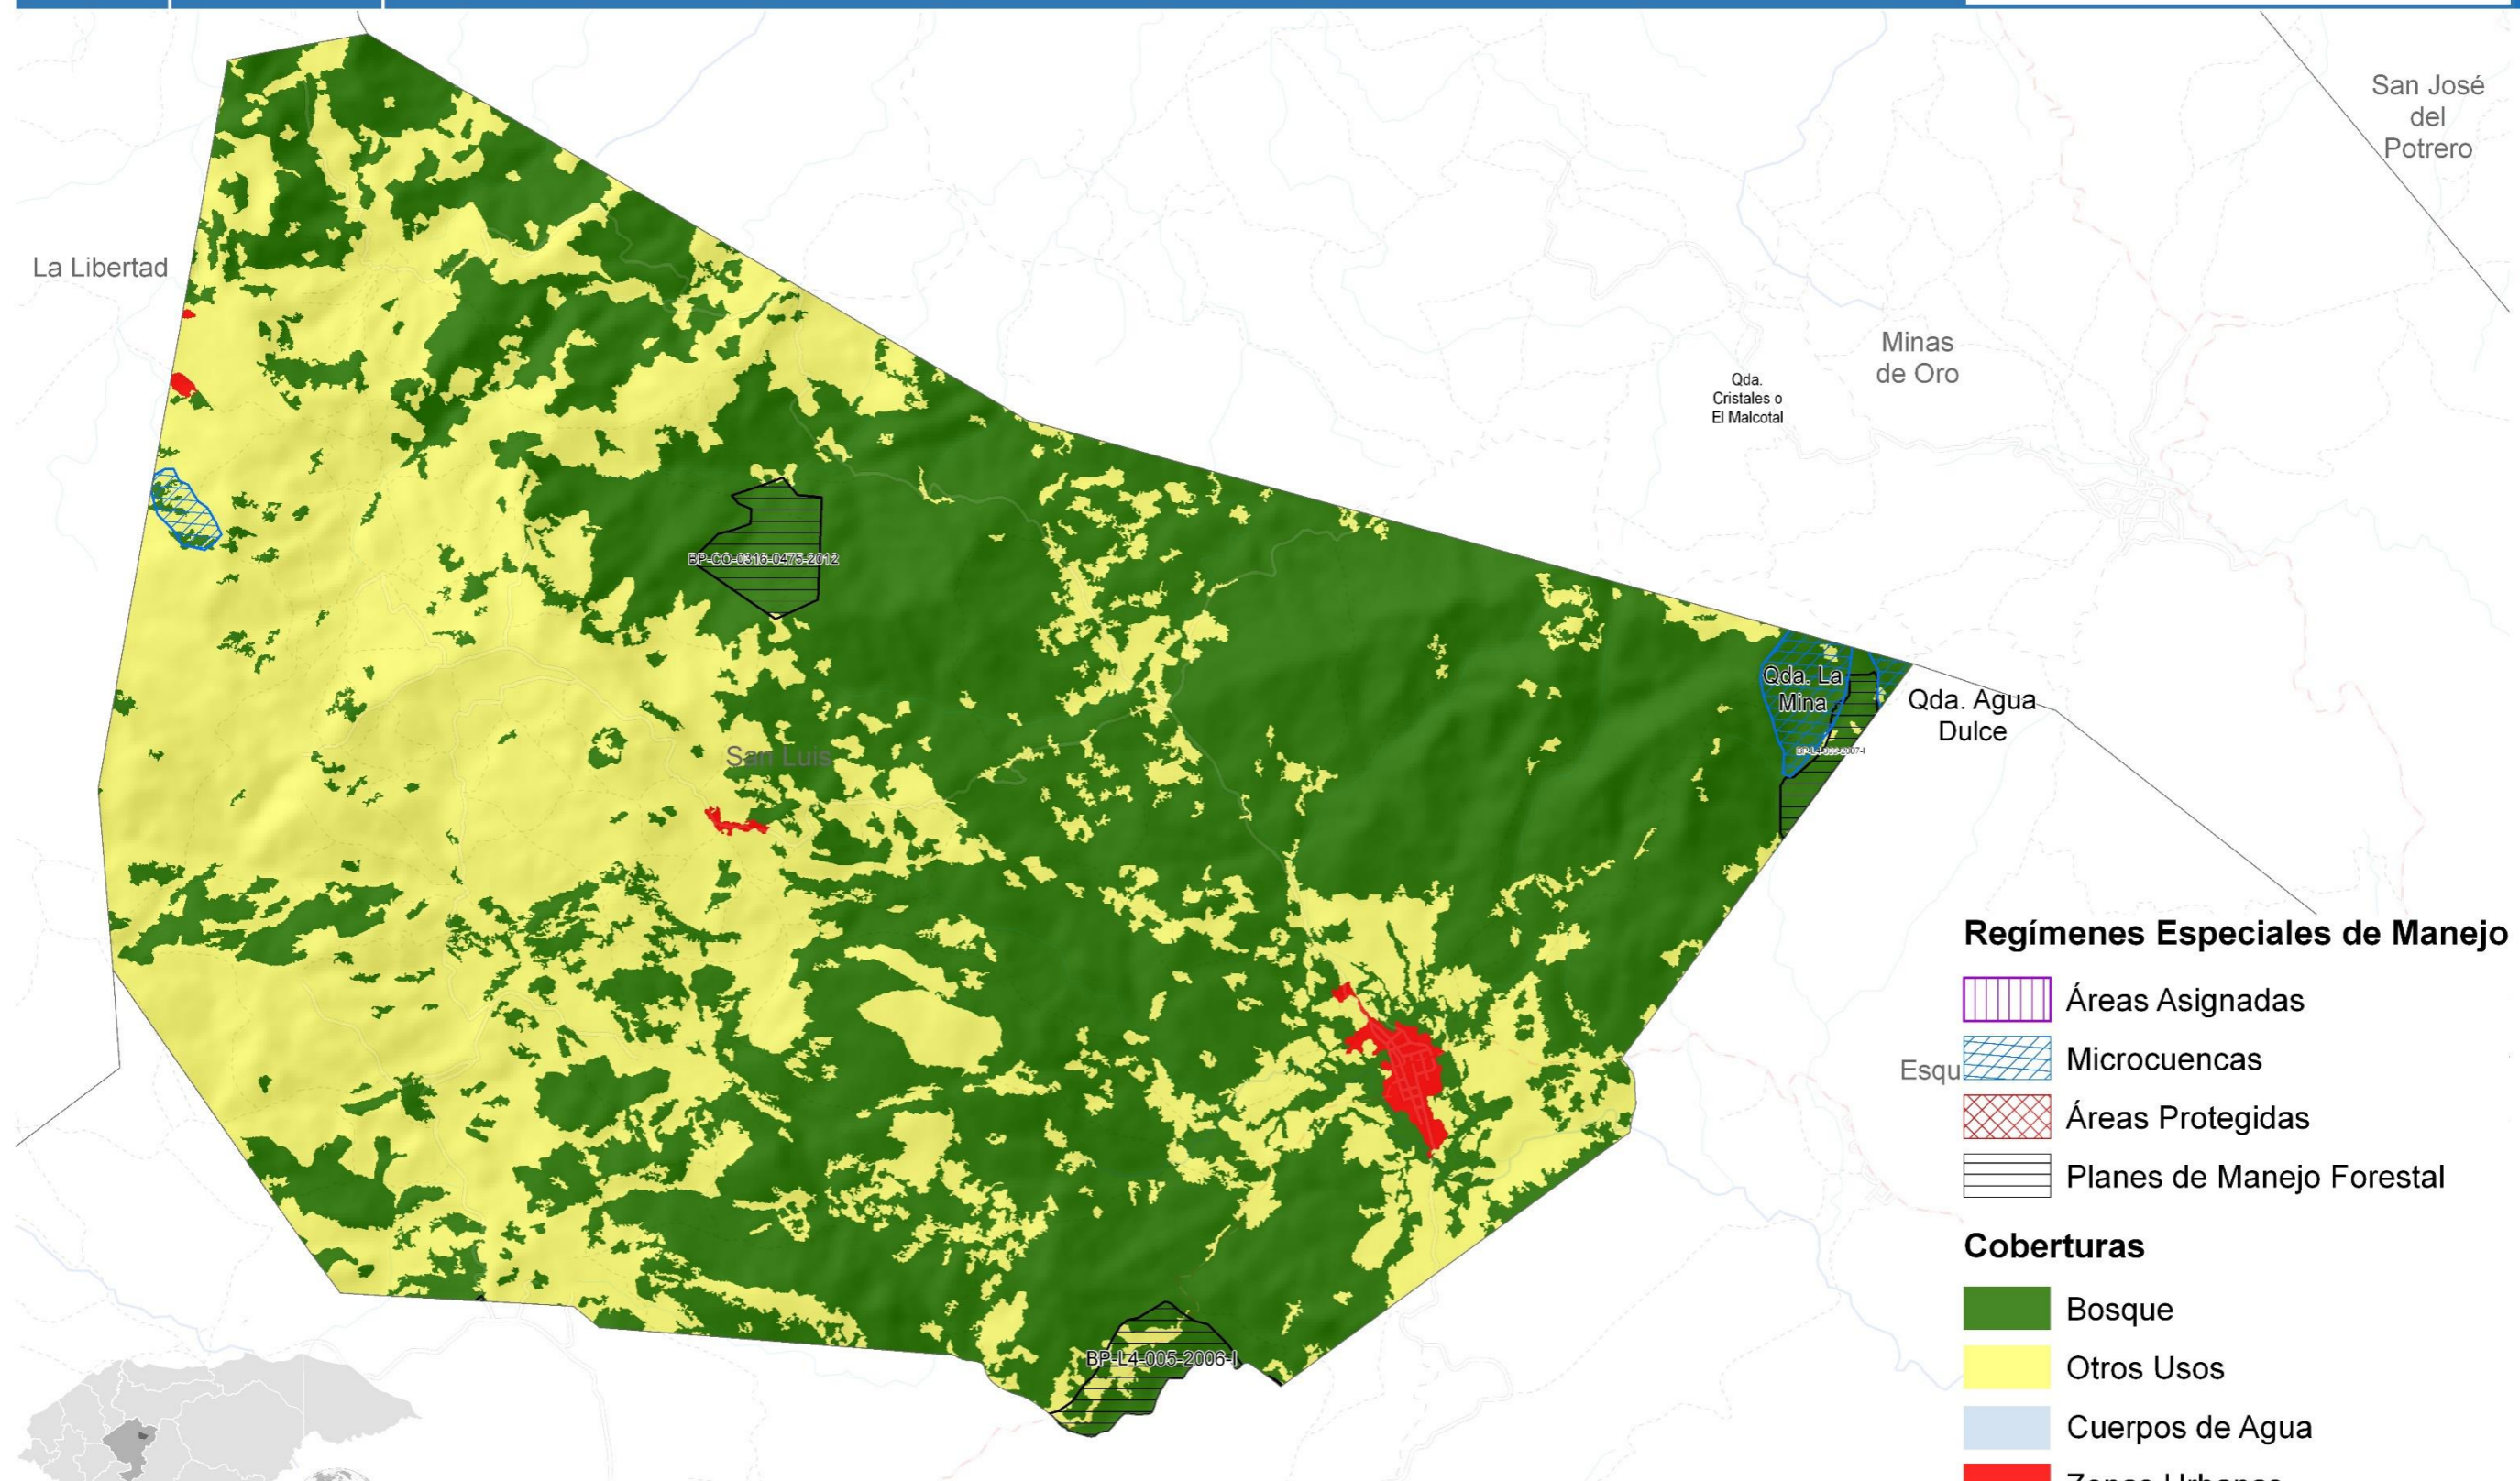 San José
del
Potrero
La Libertad
Minas
de Oro
Qda.
Cristales o
El Malcotal
BP-CO-0316-0475-2012
Qda. La
Mina
Qda. Agua
Dulce
San Luis
Regímenes Especiales de Manejo
Áreas Asignadas
Esqu
Microcuencas
Áreas Protegidas
Planes de Manejo Forestal
Coberturas
Bosque
BP-L4-005-2006-I
Otros Usos
Cuerpos de Agua
Zonas Urbanas